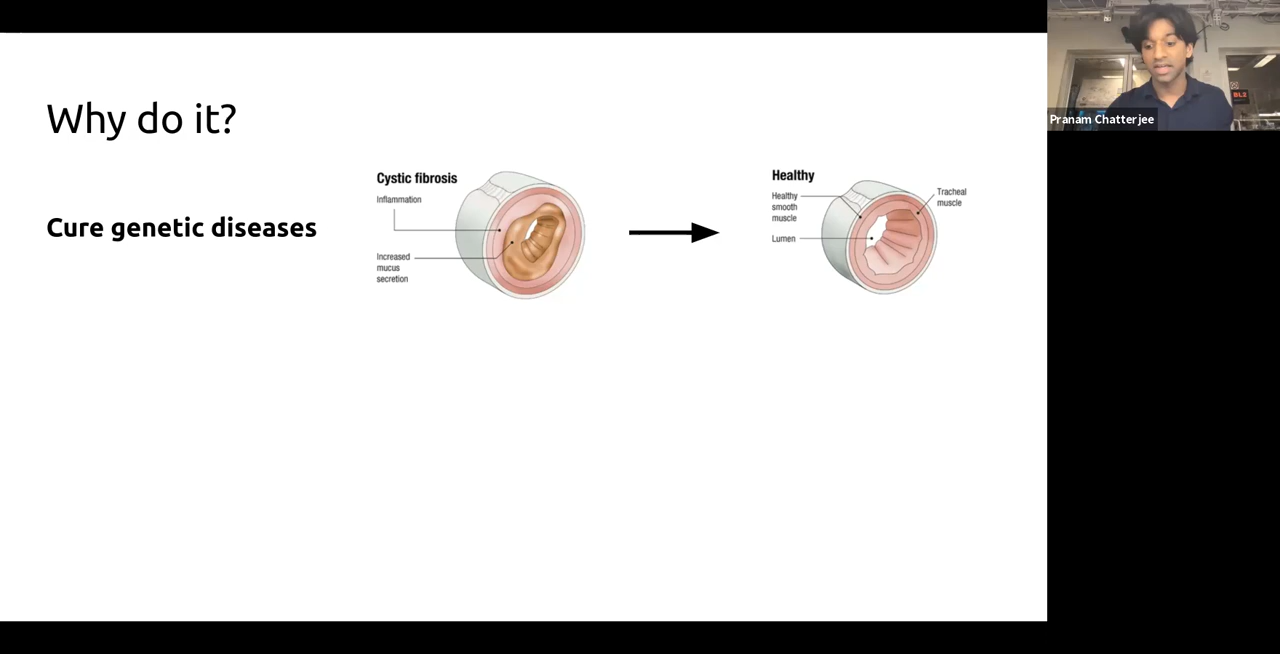 Why do it?
Cure genetic diseases
Cystic fibrosis
Inflammation
Increased
mucus
secretion
Healthy
Healthy
smooth
muscle
Lumen
Tracheal
muscle
BL2
Pranam Chatterjee